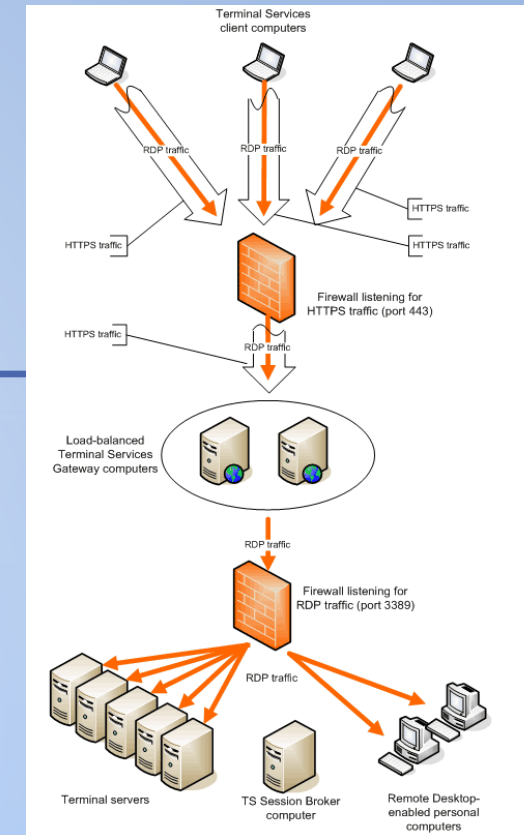 Terminal Services
client computers
RDP traffic
RDP traffic
RDP traffic
HTTPS traffic
HTTPS traffic
HTTPS traffic
Firewall listening for
HTTPS traffic (port 443)
HTTPS traffic
RDP traffic
Load-balanced
Terminal Services
Gateway computers
RDP traffic
Firewall listening for
RDP traffic (port 3389)
RDP traffic
Terminal servers
TS Session Broker
computer
Remote Desktop-
enabled personal
computers